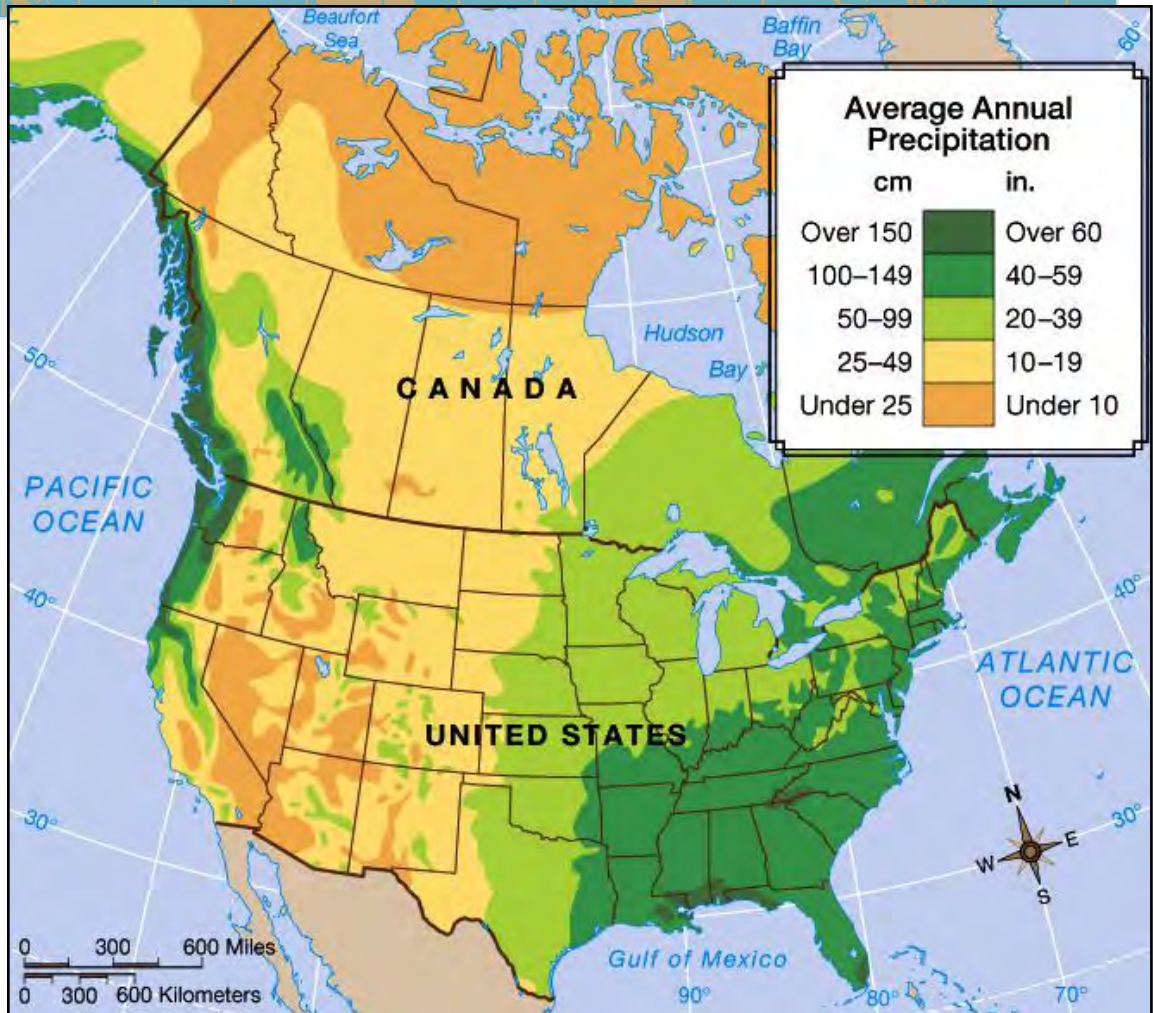 Beaufort
Sea
Baffin
Bay
60°
Average Annual
Precipitation
cm in.
Over 150 Over 60
100–149 40–59
50–99 20–39
25–49 10–19
Under 25 Under 10
Hudson
Bay
50°
CANADA
PACIFIC
OCEAN
40°
40°
ATLANTIC
OCEAN
UNITED STATES
30°
30°
N
W E
S
0 300 600 Miles
0 300 600 Kilometers
Gulf of Mexico
90°
80°
70°